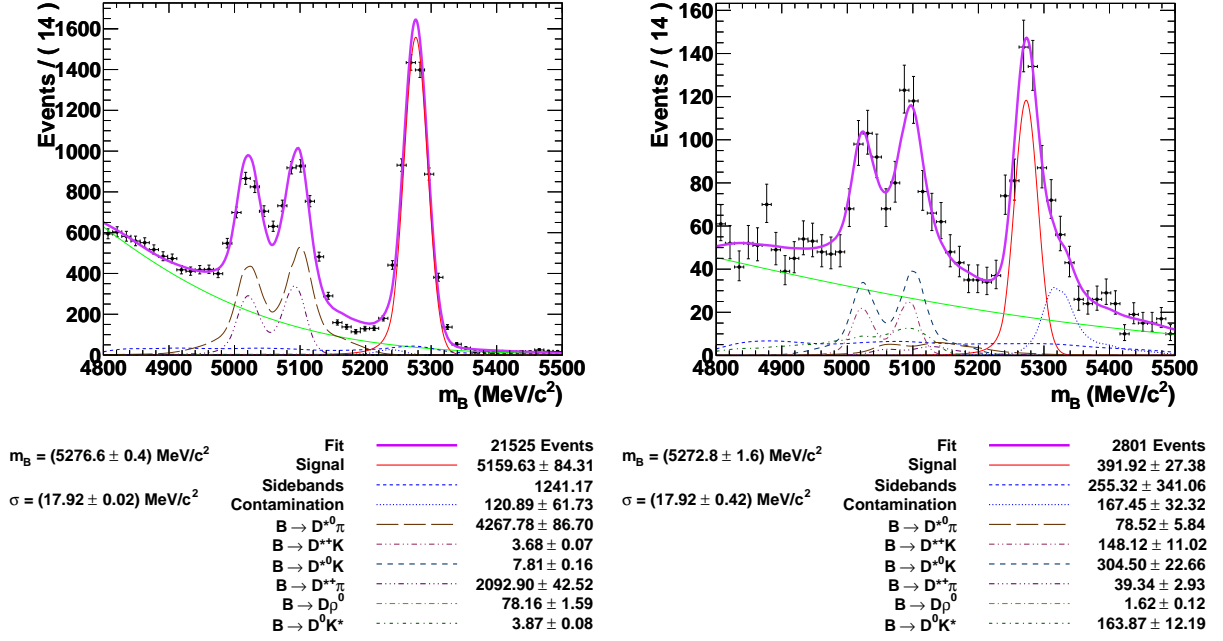 Events / ( 14 )
1600
1400
1200
1000
800
600
400
200
0
4800 4900 5000 5100 5200 5300 5400 5500
m_B (MeV/c²)
m_B = (5276.6 ± 0.4) MeV/c²
σ = (17.92 ± 0.02) MeV/c²
Fit 21525 Events
Signal 5159.63 ± 84.31
Sidebands 1241.17
Contamination 120.89 ± 61.73
B → D*⁰π 4267.78 ± 86.70
B → D*⁺K 3.68 ± 0.07
B → D*⁰K 7.81 ± 0.16
B → D*⁺π 2092.90 ± 42.52
B → Dρ⁰ 78.16 ± 1.59
B → D⁰K* 3.87 ± 0.08
Events / ( 14 )
160
140
120
100
80
60
40
20
0
4800 4900 5000 5100 5200 5300 5400 5500
m_B (MeV/c²)
m_B = (5272.8 ± 1.6) MeV/c²
σ = (17.92 ± 0.42) MeV/c²
Fit 2801 Events
Signal 391.92 ± 27.38
Sidebands 255.32 ± 341.06
Contamination 167.45 ± 32.32
B → D*⁰π 78.52 ± 5.84
B → D*⁺K 148.12 ± 11.02
B → D*⁰K 304.50 ± 22.66
B → D*⁺π 39.34 ± 2.93
B → Dρ⁰ 1.62 ± 0.12
B → D⁰K* 163.87 ± 12.19